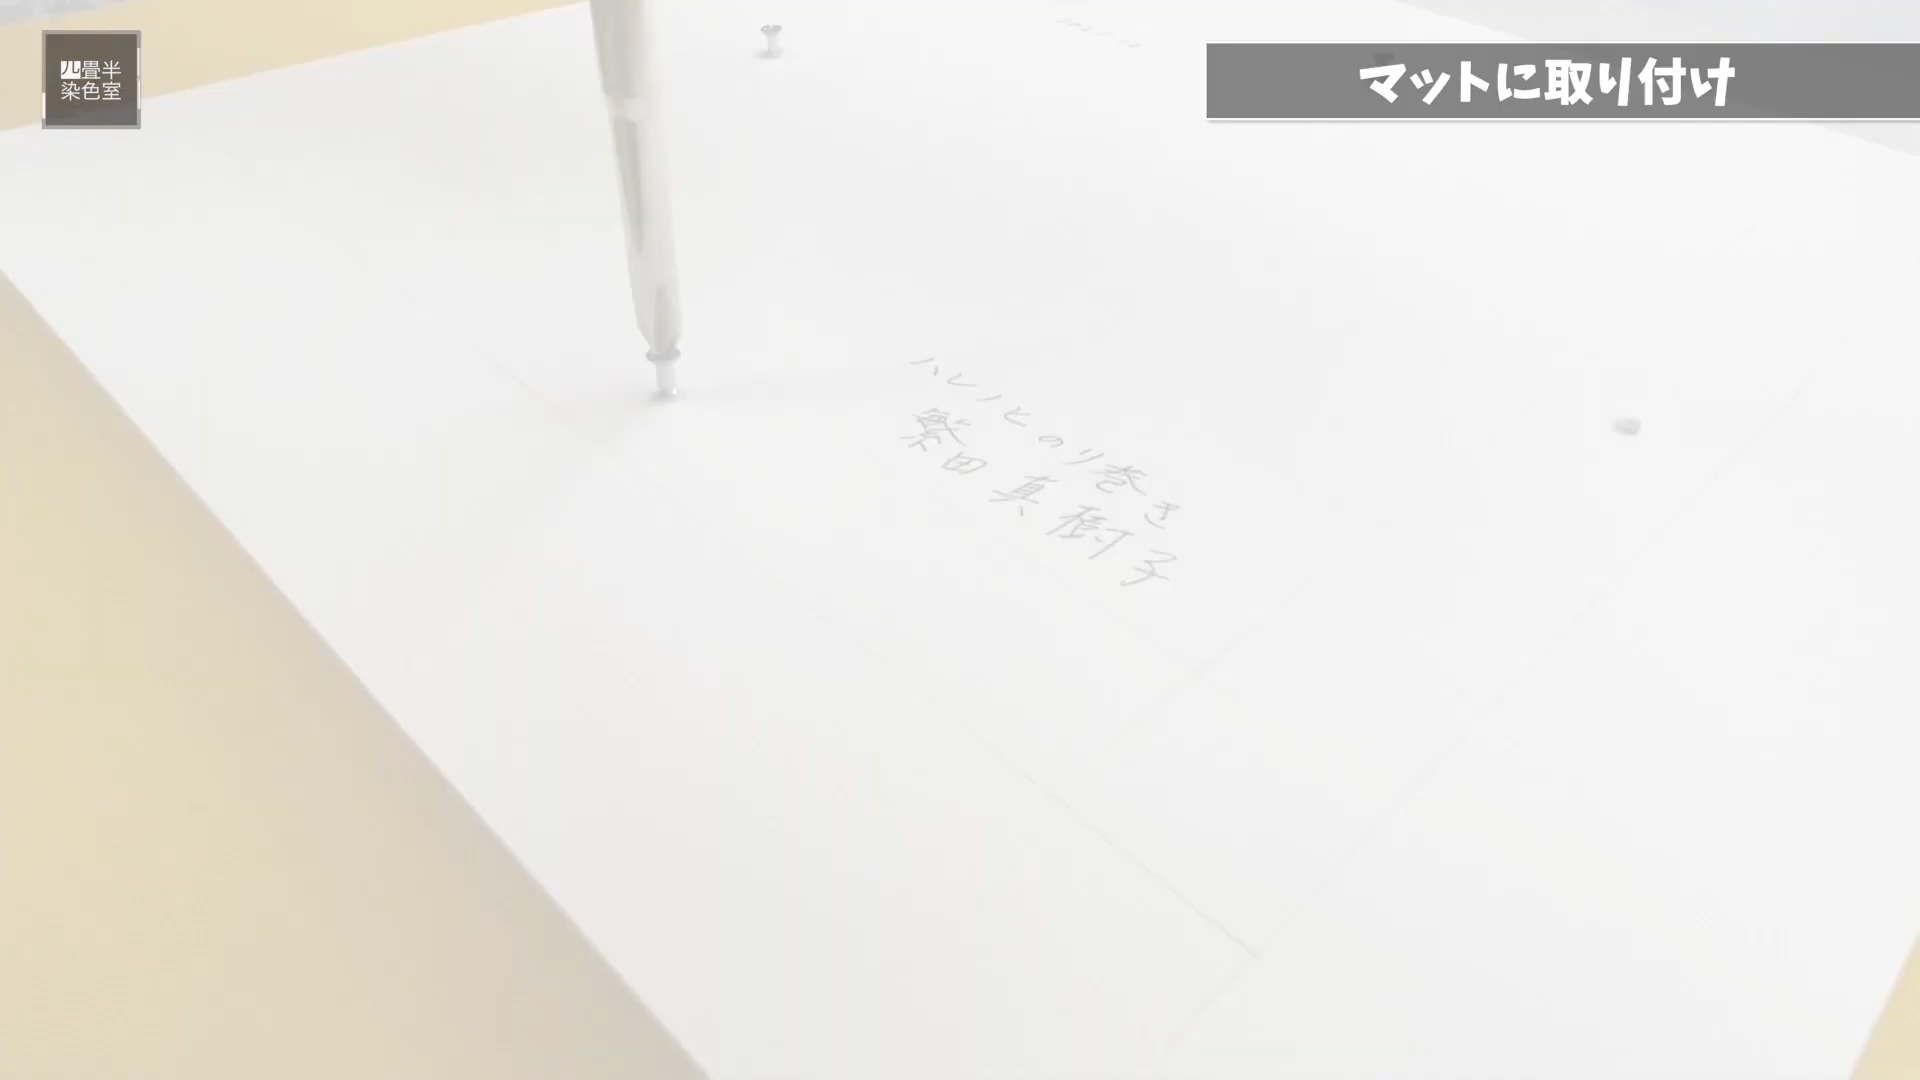 九畳半
染色室
マットに取り付け
ハレノヒのり巻き
繁田 真樹子